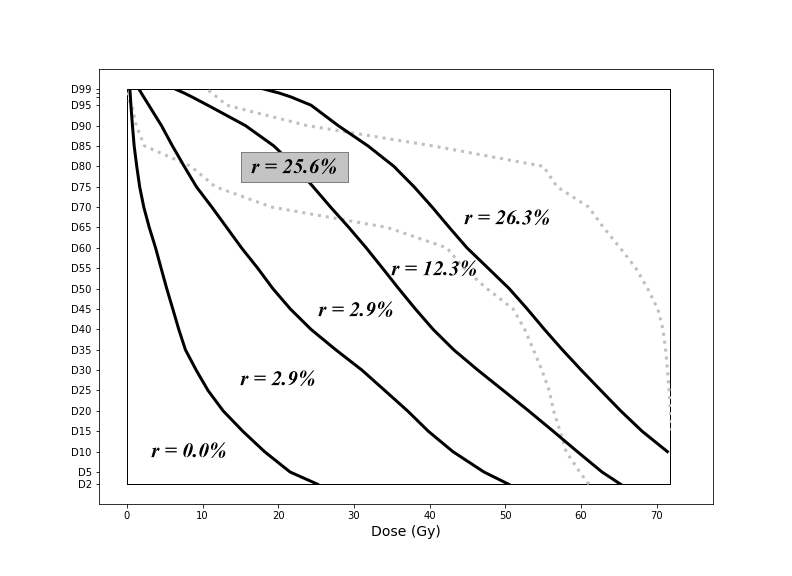 D99
D95
D90
D85
D80
D75
D70
D65
D60
D55
D50
D45
D40
D35
D30
D25
D20
D15
D10
D5
D2
r = 25.6%
r = 26.3%
r = 12.3%
r = 2.9%
r = 2.9%
r = 0.0%
0 10 20 30 40 50 60 70
Dose (Gy)